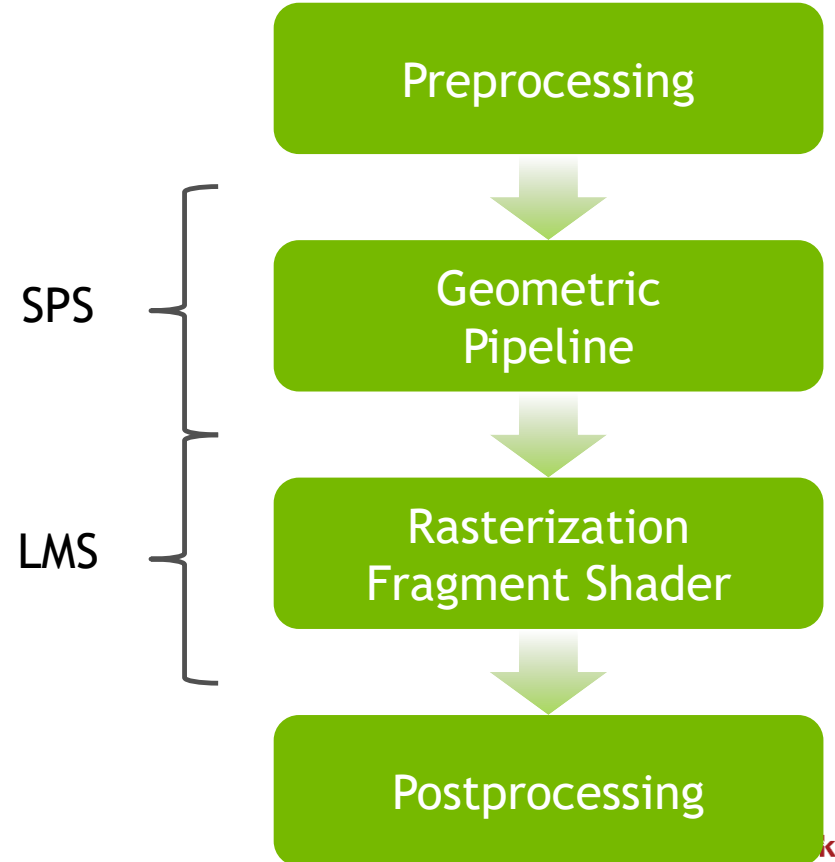 Preprocessing
SPS
Geometric
Pipeline
LMS
Rasterization
Fragment Shader
Postprocessing